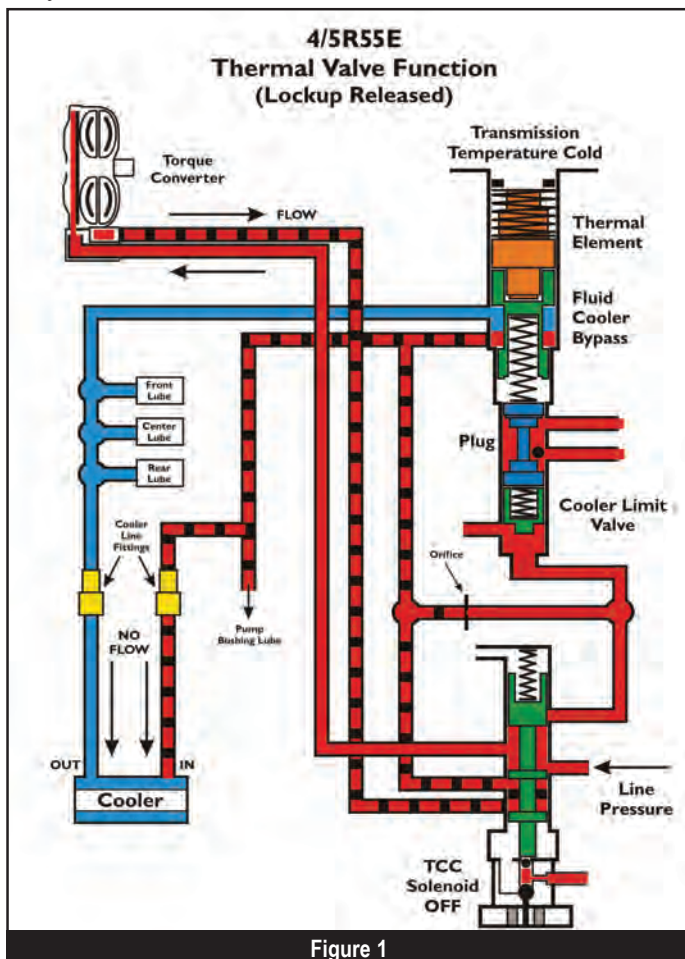 4/5R55E
Thermal Valve Function
(Lockup Released)
Transmission
Temperature Cold
Torque
Converter
FLOW
Thermal
Element
Fluid
Cooler
Bypass
Front
Lube
Center
Lube
Rear
Lube
Plug
Cooler Limit
Valve
Cooler
Line
Fittings
Orifice
Pump
Bushing Lube
NO
FLOW
OUT
IN
Cooler
Line
Pressure
TCC
Solenoid
OFF
Figure 1